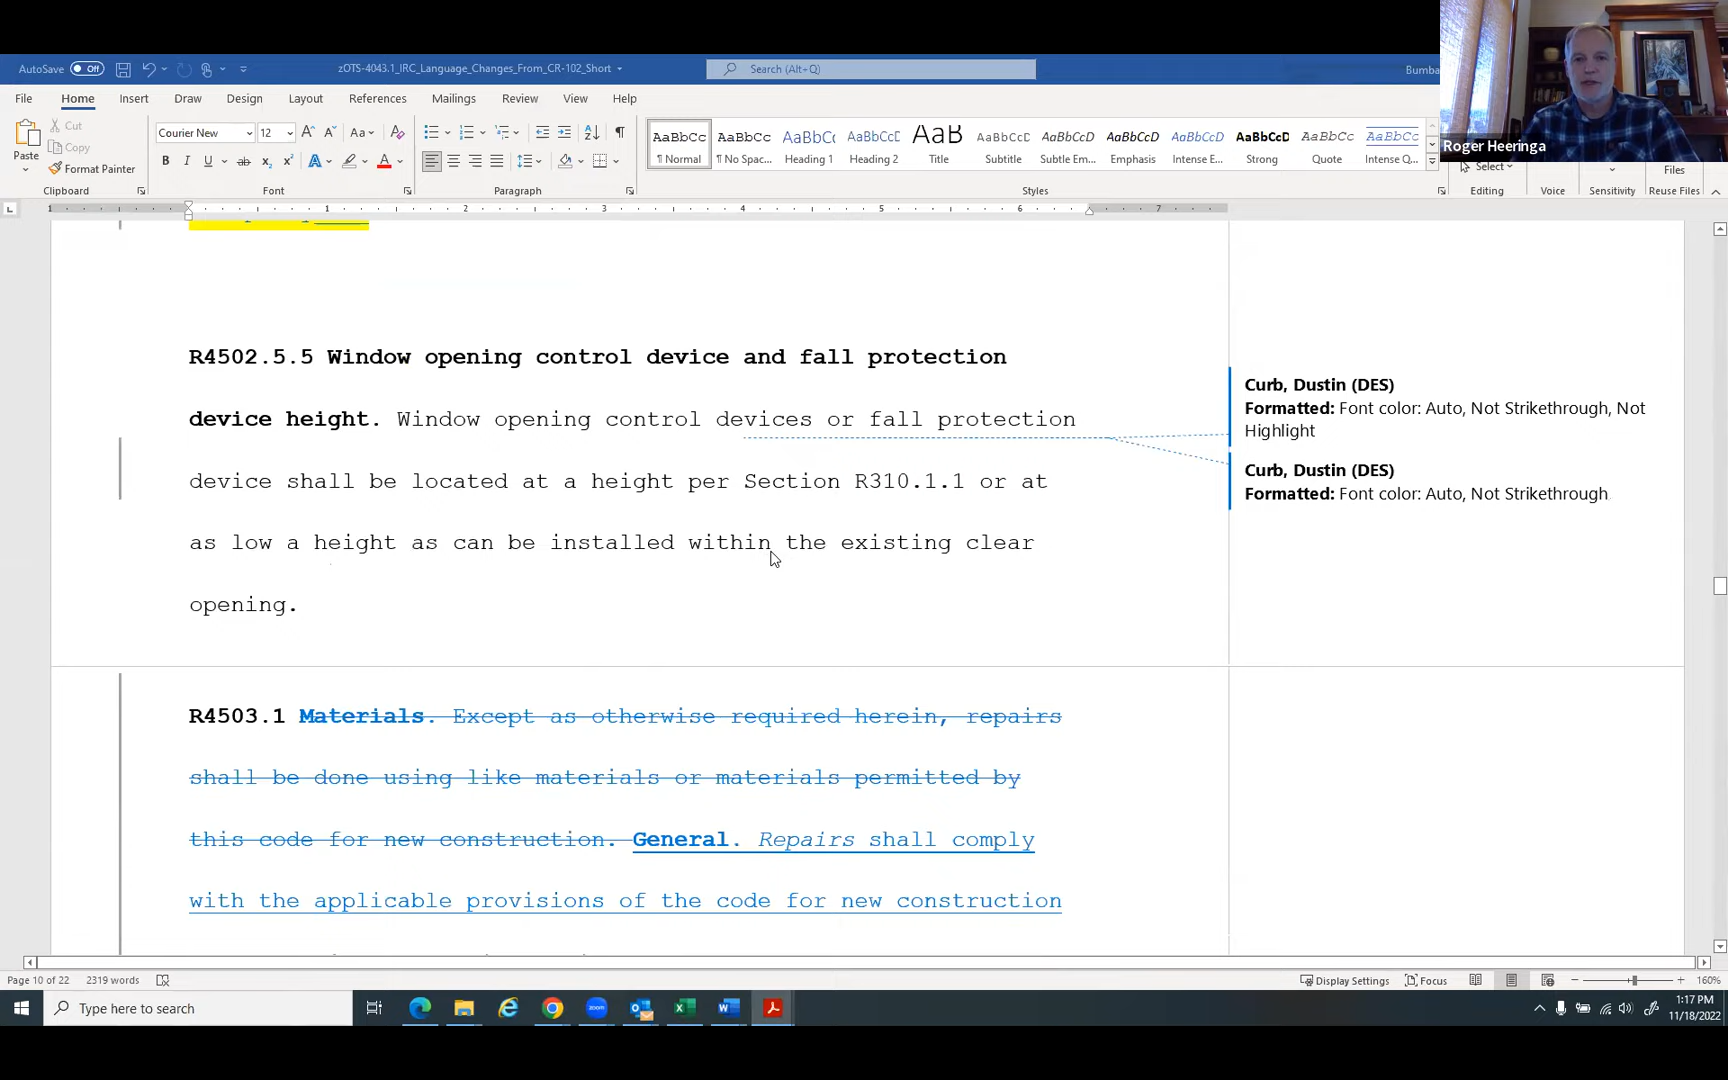 AutoSave Off
zOTS-4043.1_IRC_Language_Changes_From_CR-102_Short
Search (Alt+Q)
Bumba
File Home Insert Draw Design Layout References Mailings Review View Help
Paste
Cut
Copy
Format Painter
Courier New 12
AaBbCc AaBbCc AaBbCc AaBbCcD AaB AaBbCcD AaBbCcD AaBbCcD AaBbCcD AaBbCcD AaBbCcD AaBbCcD
¶ Normal ¶ No Spac... Heading 1 Heading 2 Title Subtitle Subtle Em... Emphasis Intense E... Strong Quote Intense Q...
Roger Heeringa
Select Files
Clipboard Font Paragraph Styles Editing Voice Sensitivity Reuse Files
1 1 2 3 4 5 6 7
R4502.5.5 Window opening control device and fall protection
device height. Window opening control devices or fall protection
device shall be located at a height per Section R310.1.1 or at
as low a height as can be installed within the existing clear
opening.
Curb, Dustin (DES)
Formatted: Font color: Auto, Not Strikethrough, Not
Highlight
Curb, Dustin (DES)
Formatted: Font color: Auto, Not Strikethrough
R4503.1 Materials. Except as otherwise required herein, repairs
shall be done using like materials or materials permitted by
this code for new construction. General. Repairs shall comply
with the applicable provisions of the code for new construction
Page 10 of 22 2319 words
Display Settings Focus 160%
Type here to search
1:17 PM
11/18/2022